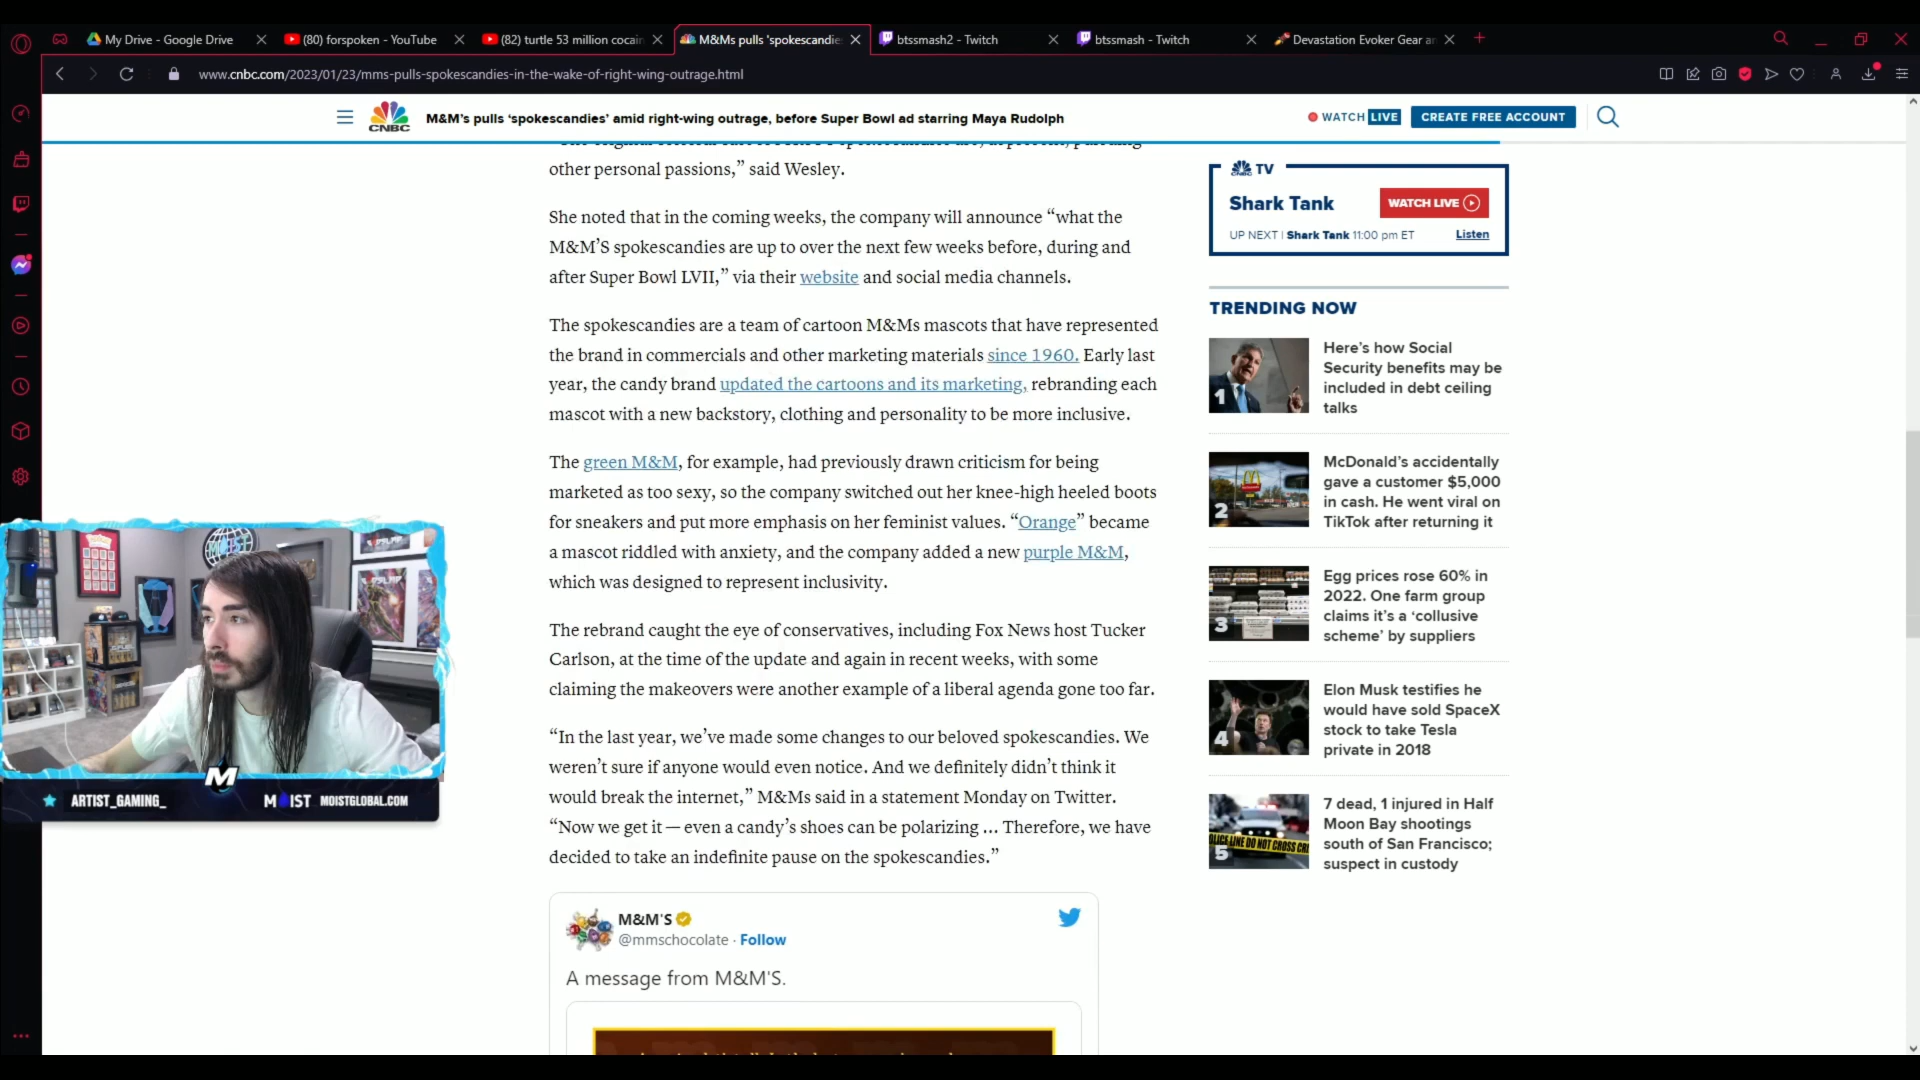 My Drive - Google Drive
(80) forspoken - YouTube
(82) turtle 53 million cocain
M&Ms pulls 'spokescandie
btssmash2 - Twitch
btssmash - Twitch
Devastation Evoker Gear an
www.cnbc.com/2023/01/23/mms-pulls-spokescandies-in-the-wake-of-right-wing-outrage.html
CNBC
M&M's pulls ‘spokescandies’ amid right-wing outrage, before Super Bowl ad starring Maya Rudolph
WATCH LIVE
CREATE FREE ACCOUNT
other personal passions,” said Wesley.
She noted that in the coming weeks, the company will announce “what the
M&M’S spokescandies are up to over the next few weeks before, during and
after Super Bowl LVII,” via their website and social media channels.
The spokescandies are a team of cartoon M&Ms mascots that have represented
the brand in commercials and other marketing materials since 1960. Early last
year, the candy brand updated the cartoons and its marketing, rebranding each
mascot with a new backstory, clothing and personality to be more inclusive.
The green M&M, for example, had previously drawn criticism for being
marketed as too sexy, so the company switched out her knee-high heeled boots
for sneakers and put more emphasis on her feminist values. “Orange” became
a mascot riddled with anxiety, and the company added a new purple M&M,
which was designed to represent inclusivity.
The rebrand caught the eye of conservatives, including Fox News host Tucker
Carlson, at the time of the update and again in recent weeks, with some
claiming the makeovers were another example of a liberal agenda gone too far.
“In the last year, we’ve made some changes to our beloved spokescandies. We
weren’t sure if anyone would even notice. And we definitely didn’t think it
would break the internet,” M&Ms said in a statement Monday on Twitter.
“Now we get it — even a candy’s shoes can be polarizing ... Therefore, we have
decided to take an indefinite pause on the spokescandies.”
M&M'S
@mmschocolate · Follow
A message from M&M'S.
TV
Shark Tank
WATCH LIVE
UP NEXT | Shark Tank 11:00 pm ET
Listen
TRENDING NOW
1
Here’s how Social
Security benefits may be
included in debt ceiling
talks
2
McDonald’s accidentally
gave a customer $5,000
in cash. He went viral on
TikTok after returning it
3
Egg prices rose 60% in
2022. One farm group
claims it’s a ‘collusive
scheme’ by suppliers
4
Elon Musk testifies he
would have sold SpaceX
stock to take Tesla
private in 2018
5
7 dead, 1 injured in Half
Moon Bay shootings
south of San Francisco;
suspect in custody
M
ARTIST_GAMING_
MOIST
MOISTGLOBAL.COM